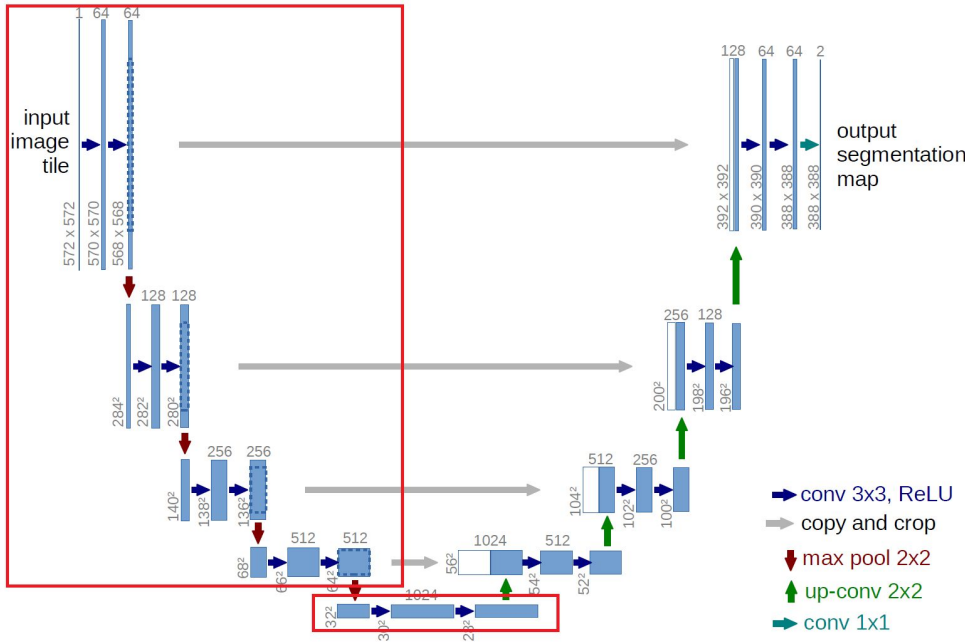 1 64 64
128 64 64 2
input
image
tile
output
segmentation
map
572 x 572
570 x 570
568 x 568
392 x 392
390 x 390
388 x 388
388 x 388
128 128
256 128
284²
282²
280²
200²
198²
196²
256 256
512 256
140²
138²
136²
104²
102²
100²
512 512
1024 512
68²
66²
64²
56²
54²
52²
1024
32²
30²
28²
conv 3x3, ReLU
copy and crop
max pool 2x2
up-conv 2x2
conv 1x1